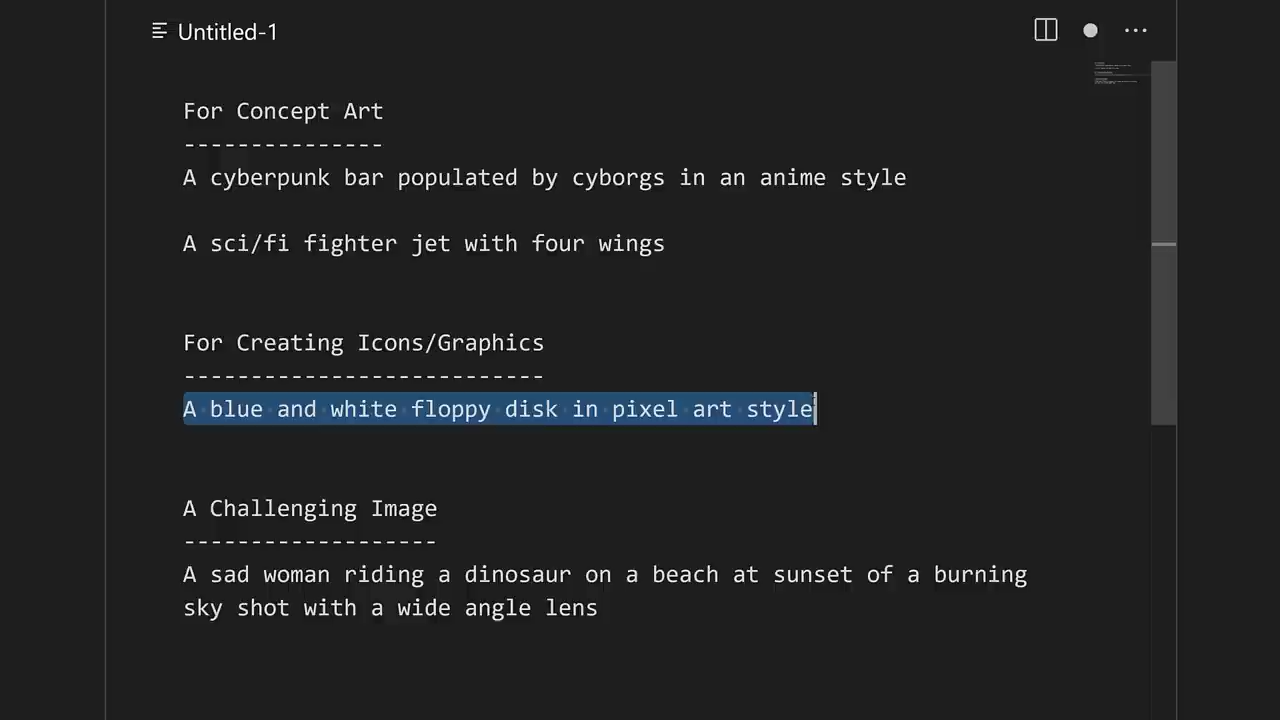 Untitled-1
For Concept Art
---------------
A cyberpunk bar populated by cyborgs in an anime style
A sci/fi fighter jet with four wings
For Creating Icons/Graphics
---------------------------
A blue and white floppy disk in pixel art style
A Challenging Image
-------------------
A sad woman riding a dinosaur on a beach at sunset of a burning
sky shot with a wide angle lens